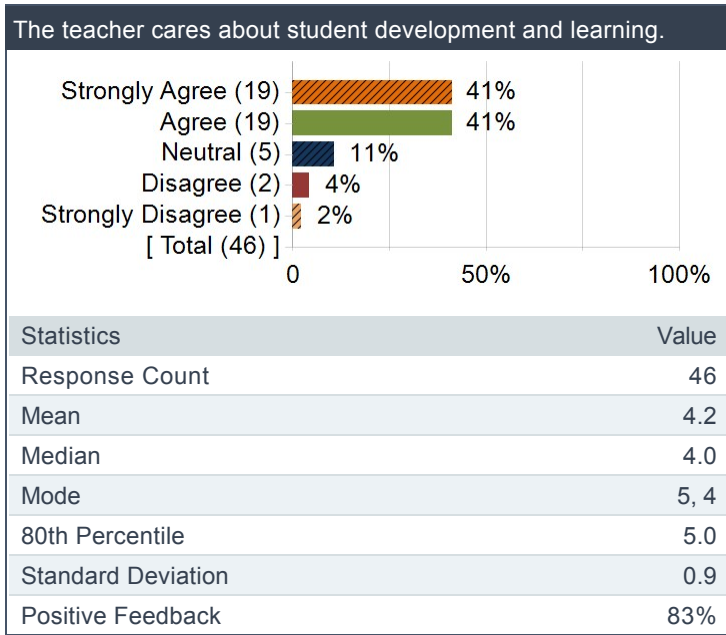 The teacher cares about student development and learning.
Strongly Agree (19) 41%
Agree (19) 41%
Neutral (5) 11%
Disagree (2) 4%
Strongly Disagree (1) 2%
[ Total (46) ]
0 50% 100%
Statistics Value
Response Count 46
Mean 4.2
Median 4.0
Mode 5, 4
80th Percentile 5.0
Standard Deviation 0.9
Positive Feedback 83%